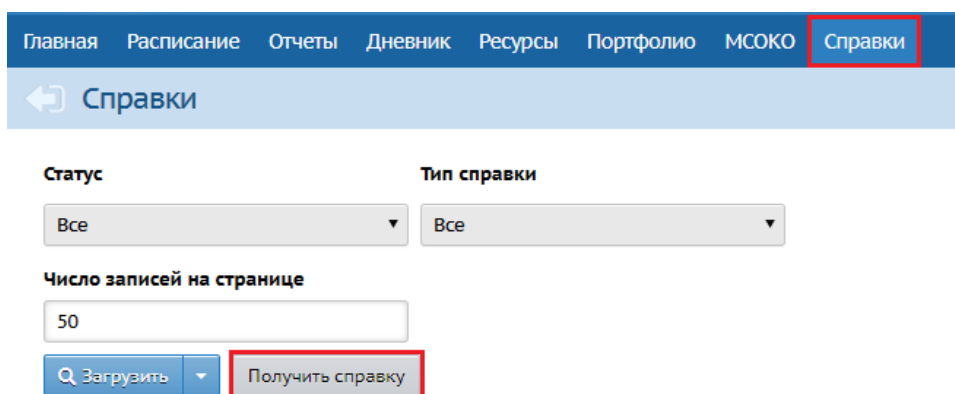 Главная Расписание Отчеты Дневник Ресурсы Портфолио МСОКО Справки
Справки
Статус Тип справки
Все Все
Число записей на странице
50
Загрузить Получить справку